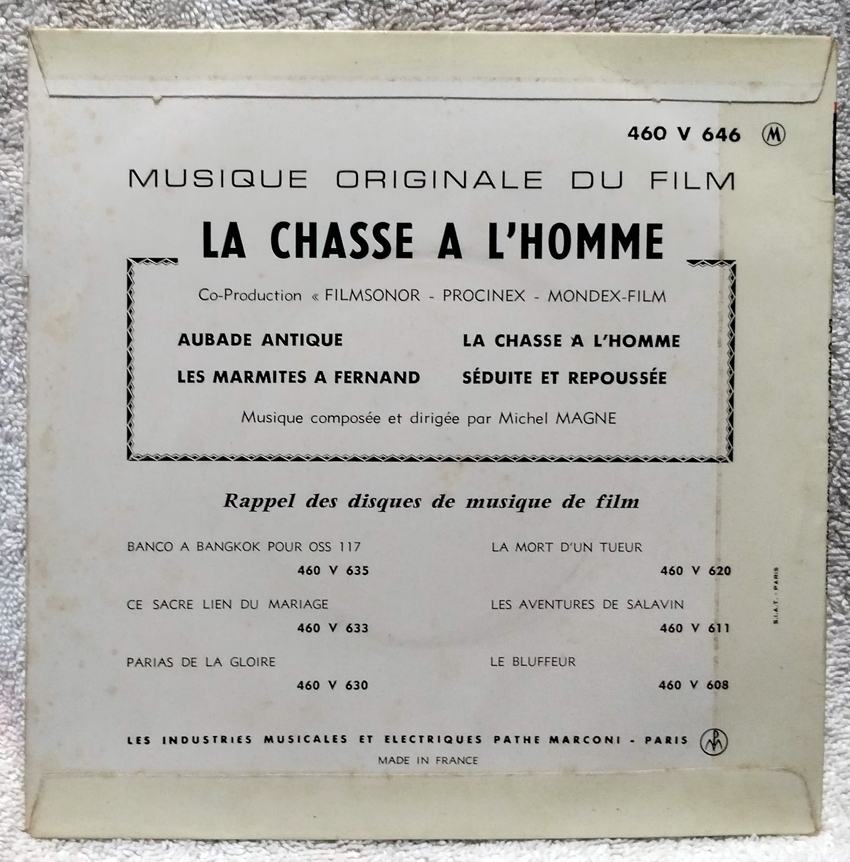 460 V 646 M
MUSIQUE ORIGINALE DU FILM
LA CHASSE A L'HOMME
Co-Production « FILMSONOR - PROCINEX - MONDEX-FILM
AUBADE ANTIQUE
LA CHASSE A L'HOMME
LES MARMITES A FERNAND
SÉDUITE ET REPOUSSÉE
Musique composée et dirigée par Michel MAGNE
Rappel des disques de musique de film
BANCO A BANGKOK POUR OSS 117
460 V 635
LA MORT D'UN TUEUR
460 V 620
CE SACRE LIEN DU MARIAGE
460 V 633
LES AVENTURES DE SALAVIN
460 V 611
PARIAS DE LA GLOIRE
460 V 630
LE BLUFFEUR
460 V 608
S.I.A.T. - PARIS
LES INDUSTRIES MUSICALES ET ELECTRIQUES PATHE MARCONI - PARIS
MADE IN FRANCE